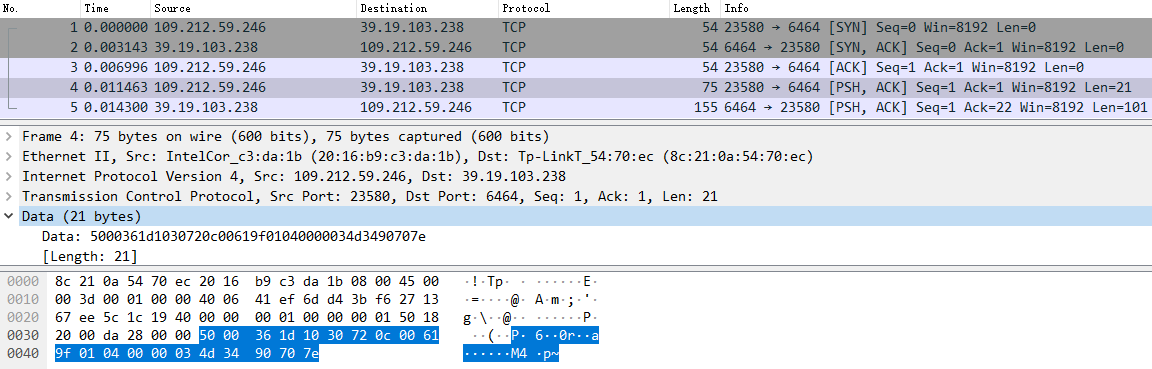 No. Time Source Destination Protocol Length Info
1 0.000000 109.212.59.246 39.19.103.238 TCP 54 23580 → 6464 [SYN] Seq=0 Win=8192 Len=0
2 0.003143 39.19.103.238 109.212.59.246 TCP 54 6464 → 23580 [SYN, ACK] Seq=0 Ack=1 Win=8192 Len=0
3 0.006996 109.212.59.246 39.19.103.238 TCP 54 23580 → 6464 [ACK] Seq=1 Ack=1 Win=8192 Len=0
4 0.011463 109.212.59.246 39.19.103.238 TCP 75 23580 → 6464 [PSH, ACK] Seq=1 Ack=1 Win=8192 Len=21
5 0.014300 39.19.103.238 109.212.59.246 TCP 155 6464 → 23580 [PSH, ACK] Seq=1 Ack=22 Win=8192 Len=101
Frame 4: 75 bytes on wire (600 bits), 75 bytes captured (600 bits)
Ethernet II, Src: IntelCor_c3:da:1b (20:16:b9:c3:da:1b), Dst: Tp-LinkT_54:70:ec (8c:21:0a:54:70:ec)
Internet Protocol Version 4, Src: 109.212.59.246, Dst: 39.19.103.238
Transmission Control Protocol, Src Port: 23580, Dst Port: 6464, Seq: 1, Ack: 1, Len: 21
Data (21 bytes)
Data: 5000361d1030720c00619f01040000034d3490707e
[Length: 21]
0000 8c 21 0a 54 70 ec 20 16 b9 c3 da 1b 08 00 45 00 ·!·Tp· · ······E·
0010 00 3d 00 01 00 00 40 06 41 ef 6d d4 3b f6 27 13 ·=····@· A·m·;·'·
0020 67 ee 5c 1c 19 40 00 00 00 01 00 00 00 01 50 18 g·\··@·· ······P·
0030 20 00 da 28 00 00 50 00 36 1d 10 30 72 0c 00 61 ··(··P· 6··0r··a
0040 9f 01 04 00 00 03 4d 34 90 70 7e ······M4 ·p~